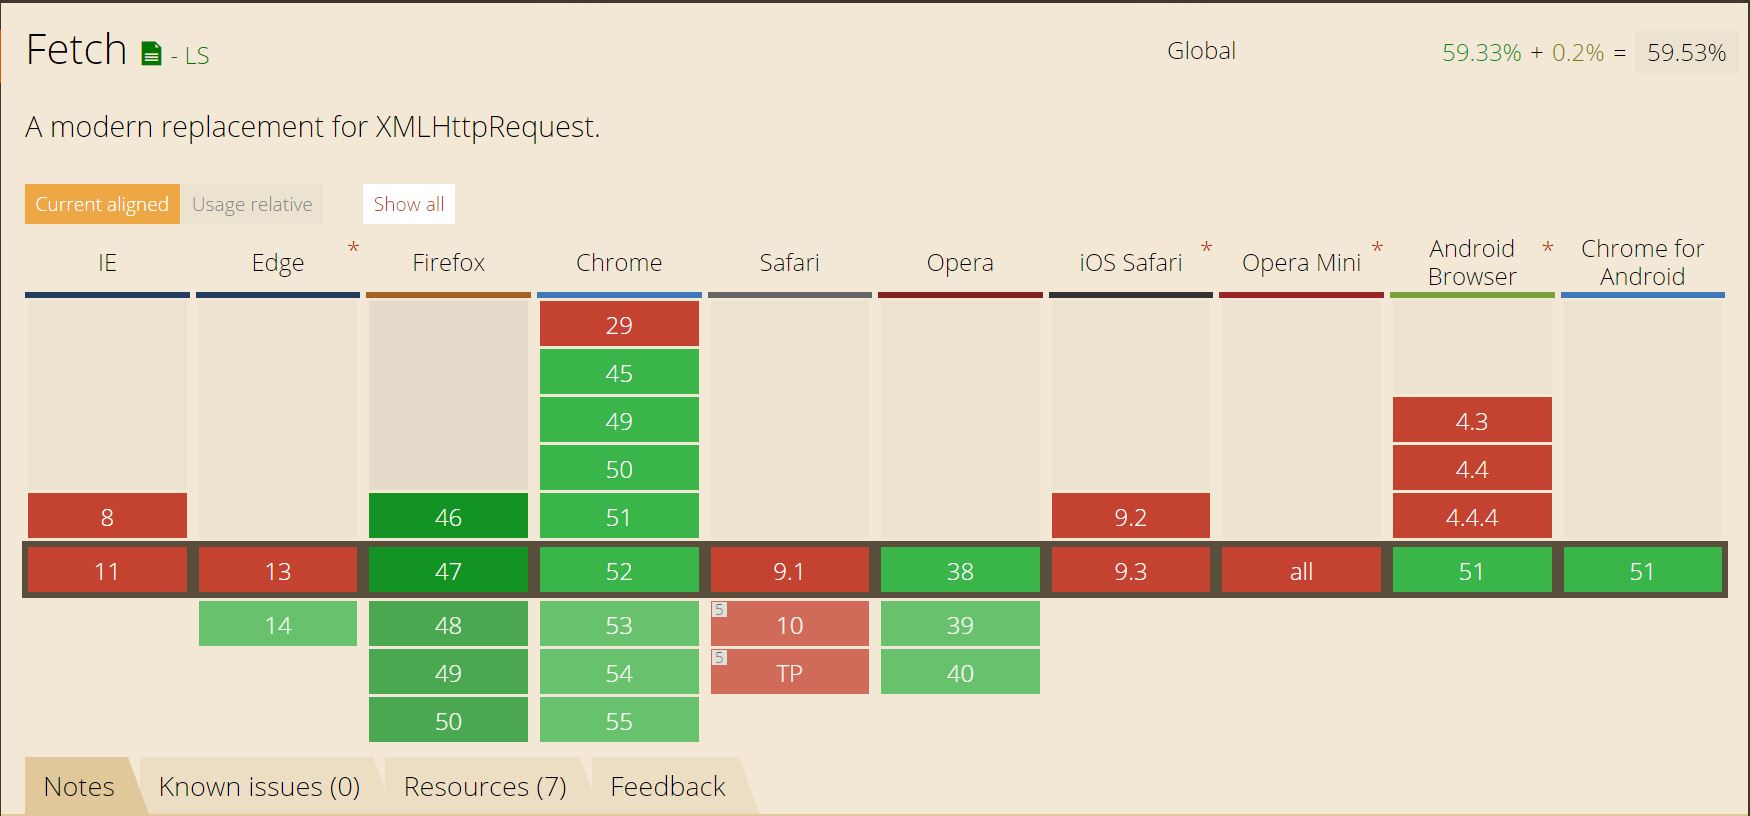 Fetch - LS Global 59.33% + 0.2% = 59.53%
A modern replacement for XMLHttpRequest.
Current aligned Usage relative Show all
IE Edge * Firefox Chrome Safari Opera iOS Safari * Opera Mini * Android Browser * Chrome for Android
29
45
49 4.3
50 4.4
8 46 51 9.2 4.4.4
11 13 47 52 9.1 38 9.3 all 51 51
14 48 53 5 10 39
49 54 5 TP 40
50 55
Notes Known issues (0) Resources (7) Feedback